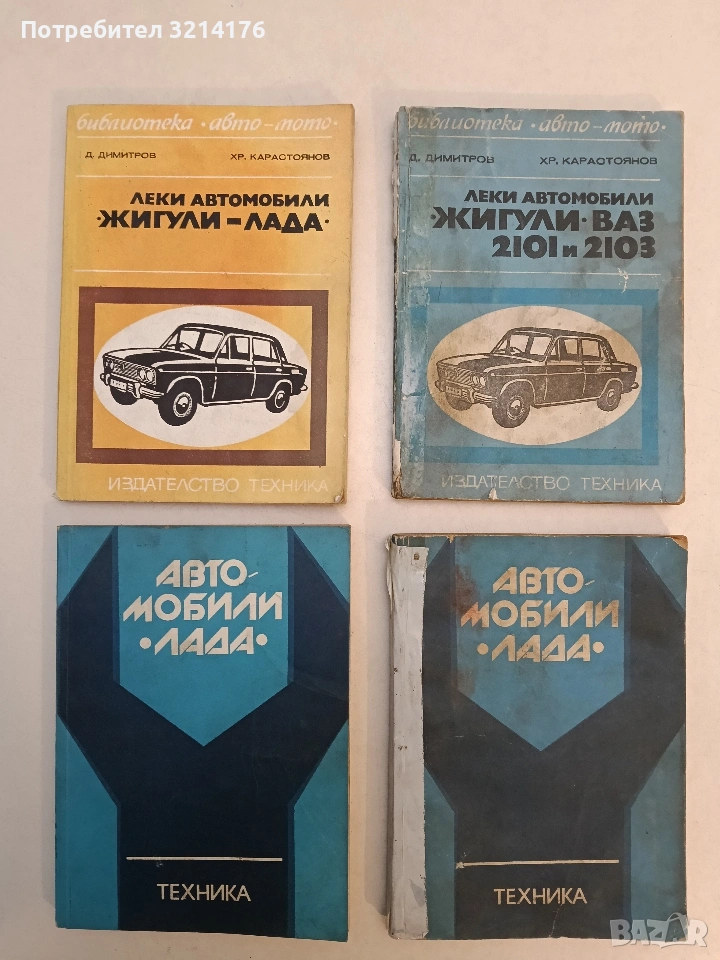 Потребител 3214176
библиотека · авто-мото ·
Д. ДИМИТРОВ ХР. КАРАСТОЯНОВ
ЛЕКИ АВТОМОБИЛИ
·ЖИГУЛИ-ЛАДА·
ИЗДАТЕЛСТВО ТЕХНИКА
библиотека · авто-мото ·
Д. ДИМИТРОВ ХР. КАРАСТОЯНОВ
ЛЕКИ АВТОМОБИЛИ
·ЖИГУЛИ· ВАЗ
2101 и 2103
ИЗДАТЕЛСТВО ТЕХНИКА
АВТО-
МОБИЛИ
·ЛАДА·
ТЕХНИКА
АВТО-
МОБИЛИ
·ЛАДА·
ТЕХНИКА
BAZAR